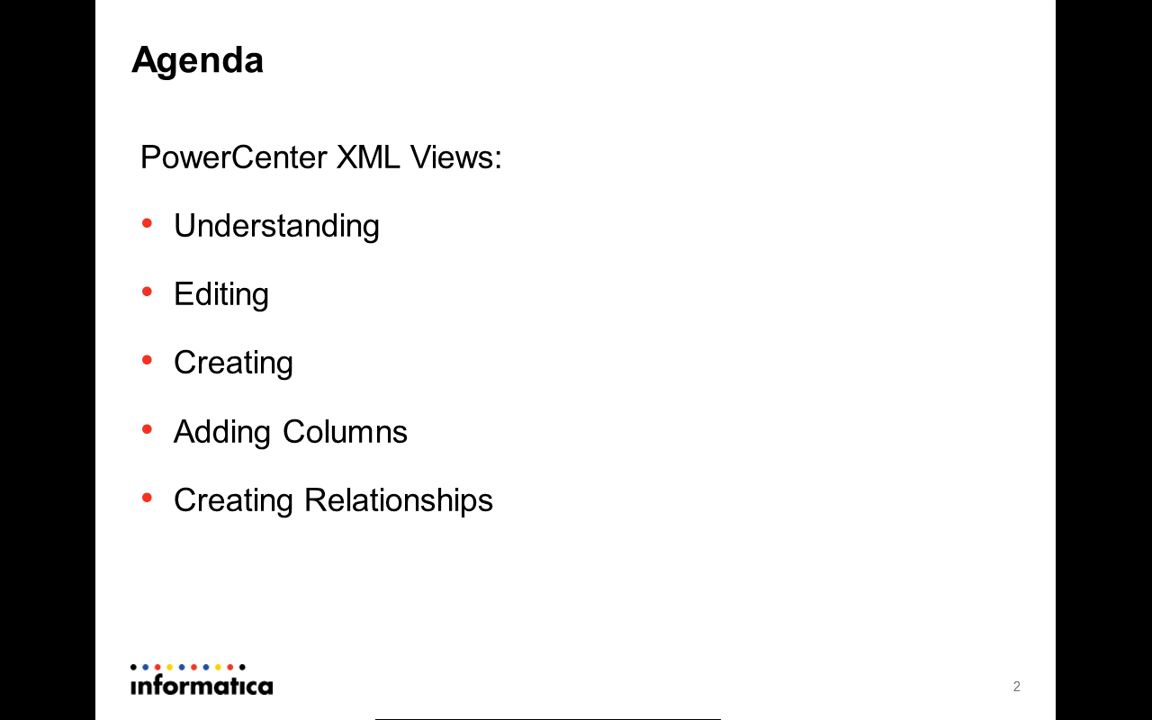 Agenda
PowerCenter XML Views:
• Understanding
• Editing
• Creating
• Adding Columns
• Creating Relationships
informatica
2